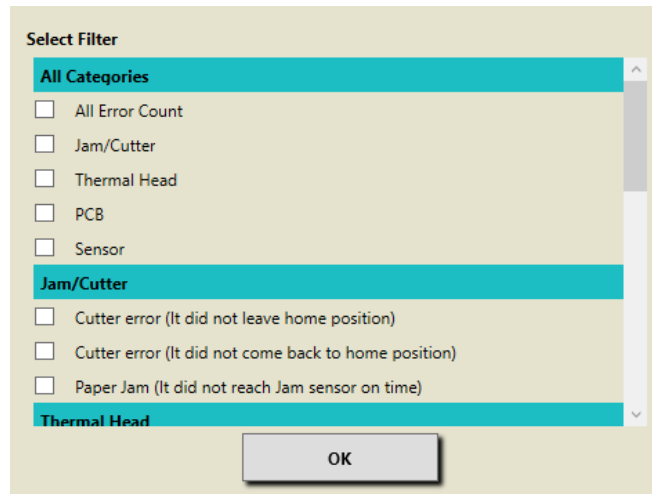 Select Filter
All Categories
All Error Count
Jam/Cutter
Thermal Head
PCB
Sensor
Jam/Cutter
Cutter error (It did not leave home position)
Cutter error (It did not come back to home position)
Paper Jam (It did not reach Jam sensor on time)
Thermal Head
OK